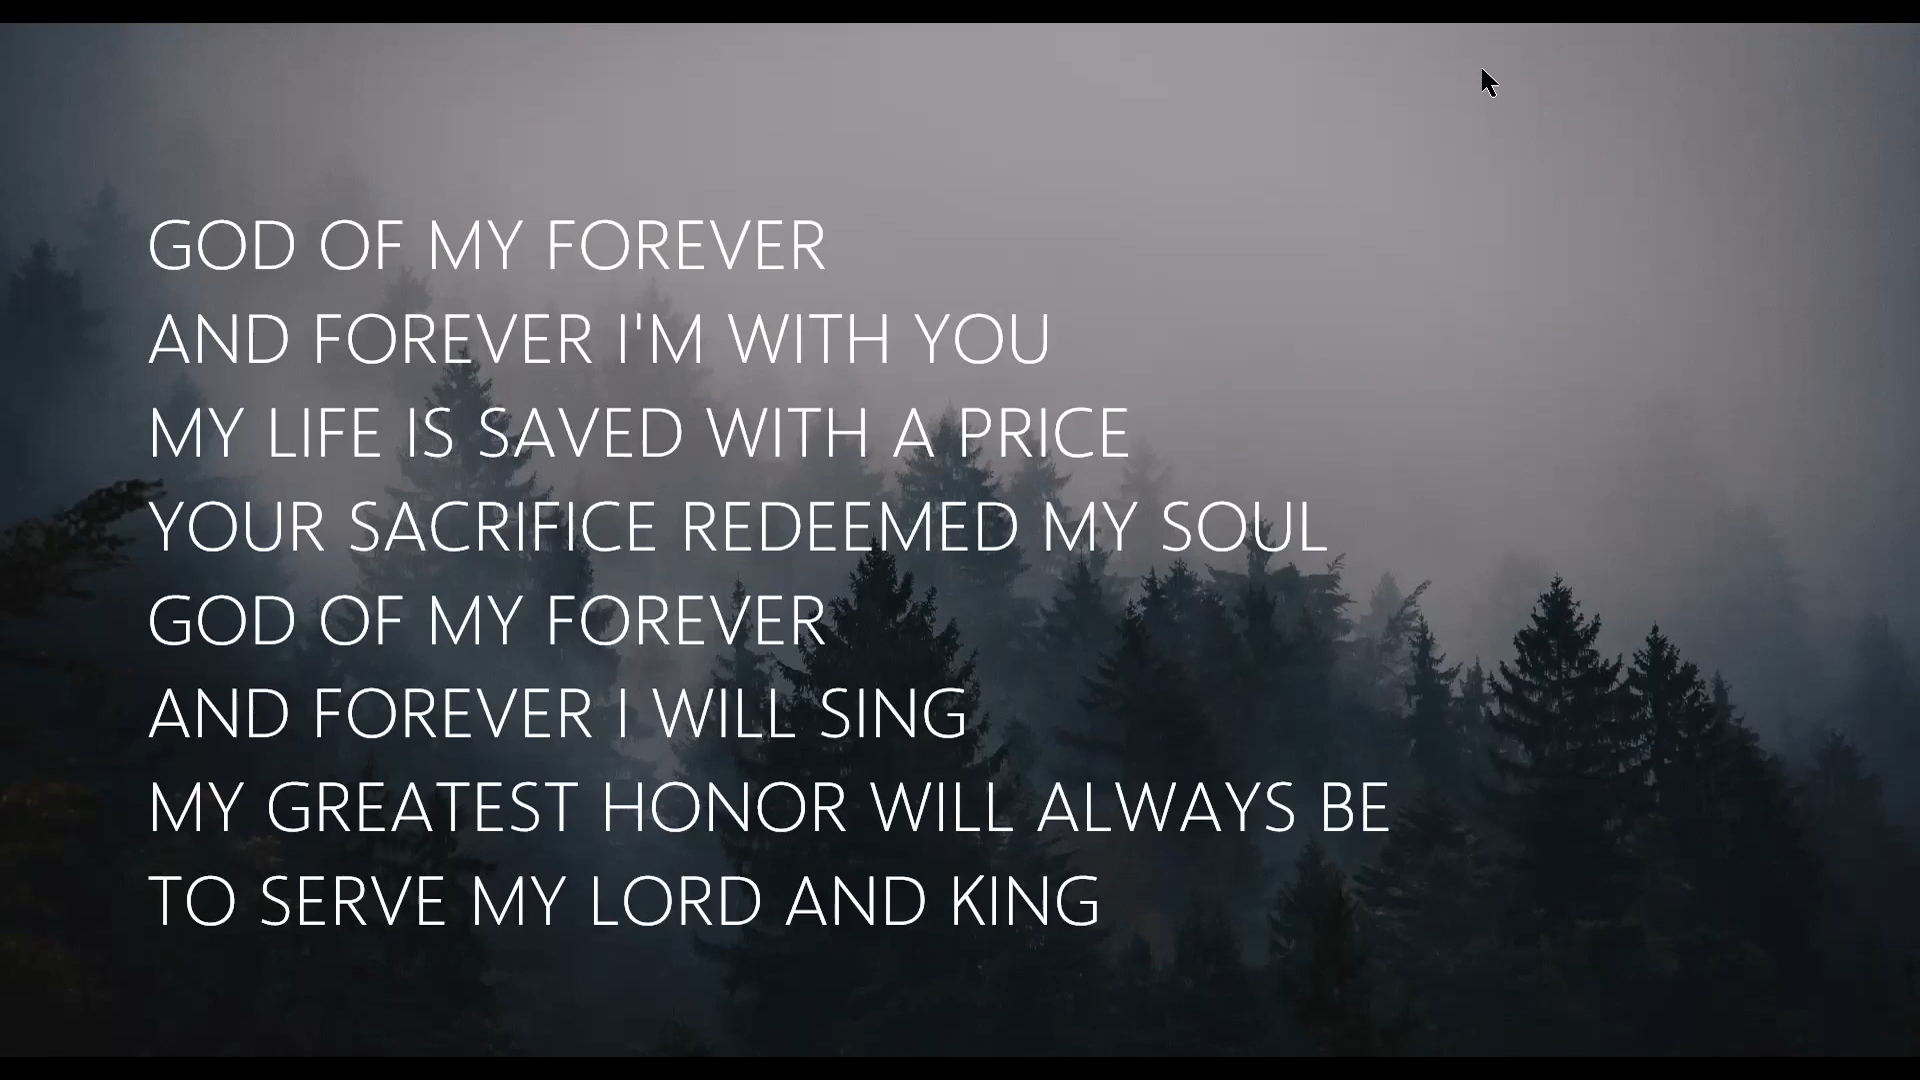 GOD OF MY FOREVER
AND FOREVER I'M WITH YOU
MY LIFE IS SAVED WITH A PRICE
YOUR SACRIFICE REDEEMED MY SOUL
GOD OF MY FOREVER
AND FOREVER I WILL SING
MY GREATEST HONOR WILL ALWAYS BE
TO SERVE MY LORD AND KING